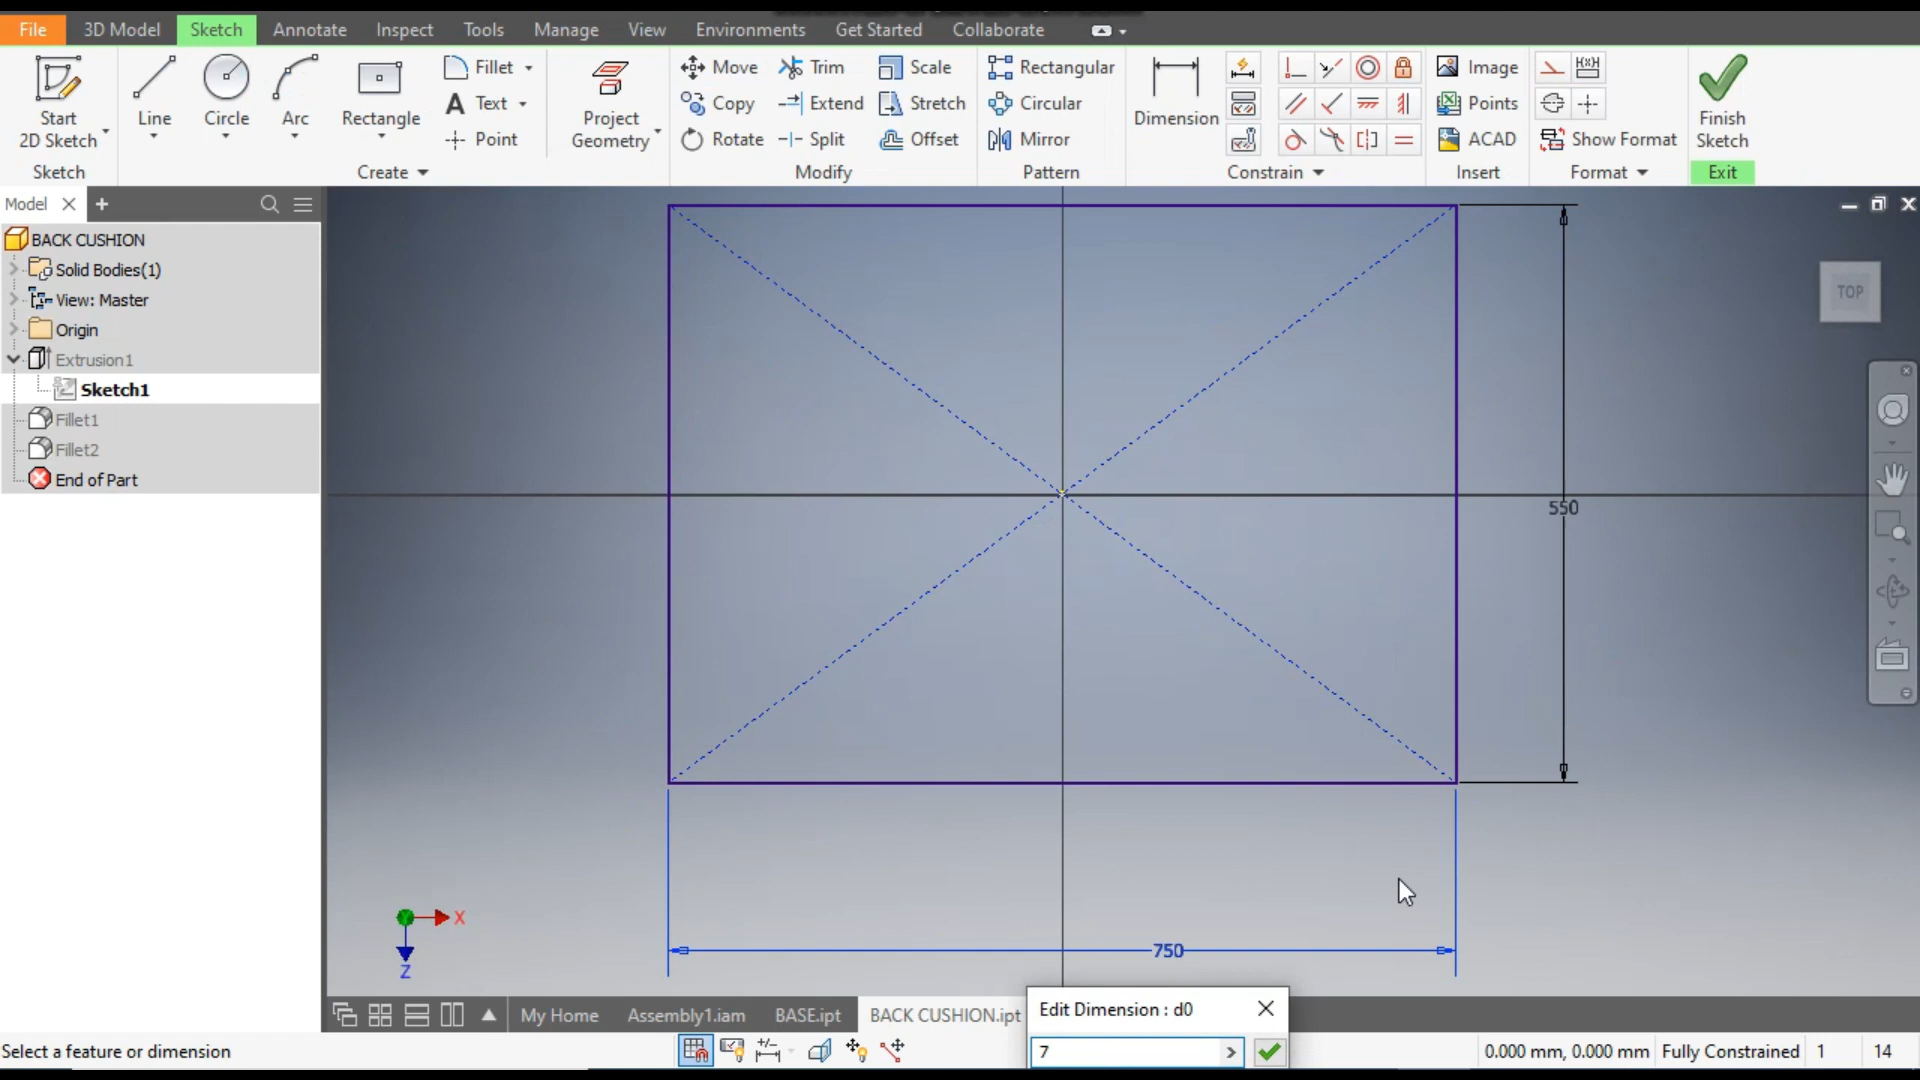 File 3D Model Sketch Annotate Inspect Tools Manage View Environments Get Started Collaborate
Start 2D Sketch
Line
Circle
Arc
Rectangle
Fillet
Text
Point
Project Geometry
Move
Copy
Rotate
Trim
Extend
Split
Scale
Stretch
Offset
Rectangular
Circular
Mirror
Dimension
Image
Points
ACAD
Show Format
Finish Sketch
Sketch Create Modify Pattern Constrain Insert Format Exit
Model
BACK CUSHION
Solid Bodies(1)
View: Master
Origin
Extrusion1
Sketch1
Fillet1
Fillet2
End of Part
TOP
550
750
X
Z
My Home Assembly1.iam BASE.ipt BACK CUSHION.ipt
Edit Dimension : d0
7
Select a feature or dimension
0.000 mm, 0.000 mm Fully Constrained 1 14